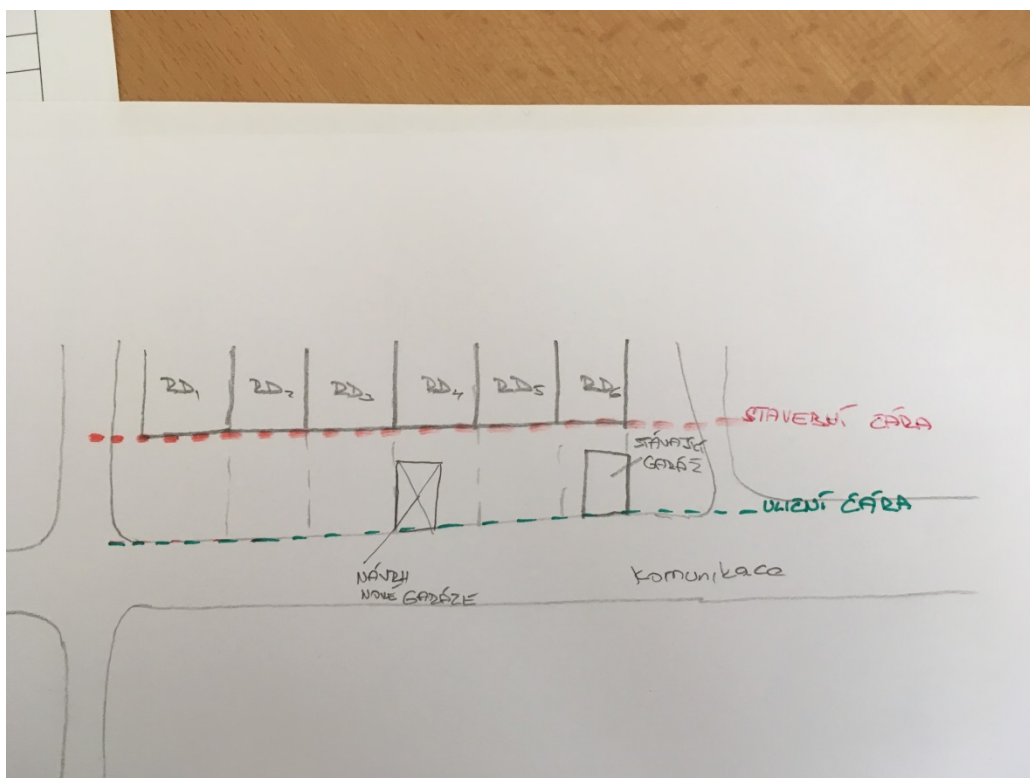 RD1 RD2 RD3 RD4 RD5 RD6
STAVEBNÍ ČÁRA
STÁVAJÍCÍ
GARÁŽ
ULIČNÍ ČÁRA
NÁVRH
NOVÉ GARÁŽE
Komunikace